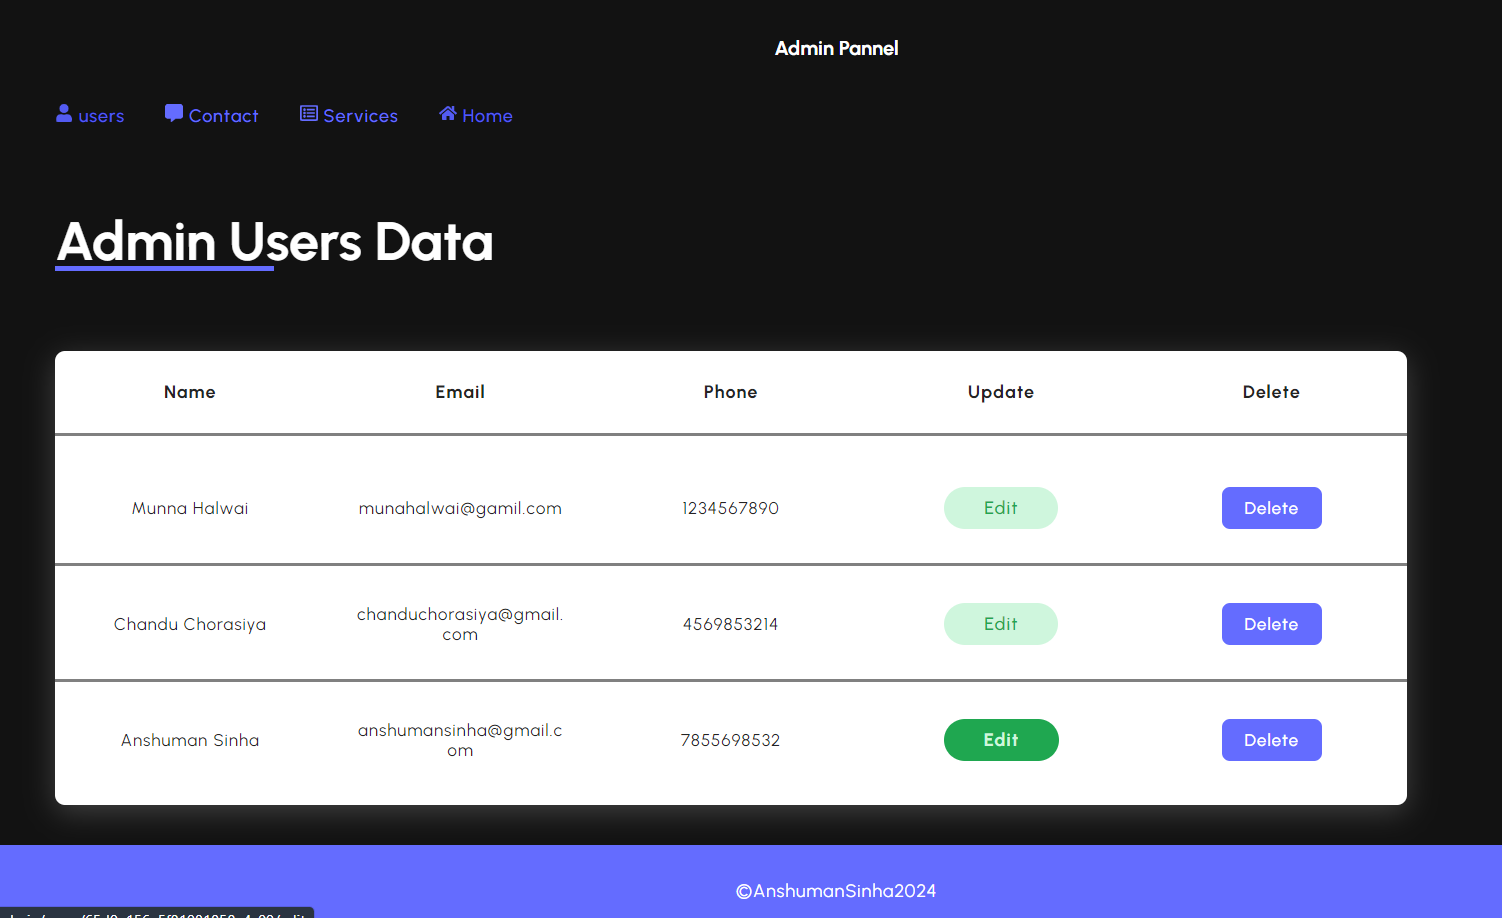 Admin Pannel
users Contact Services Home
Admin Users Data
Name Email Phone Update Delete
Munna Halwai munahalwai@gamil.com 1234567890 Edit Delete
chanduchorasiya@gmail.
Chandu Chorasiya 4569853214 Edit Delete
com
anshumansinha@gmail.c
Anshuman Sinha 7855698532 Edit Delete
om
©AnshumanSinha2024